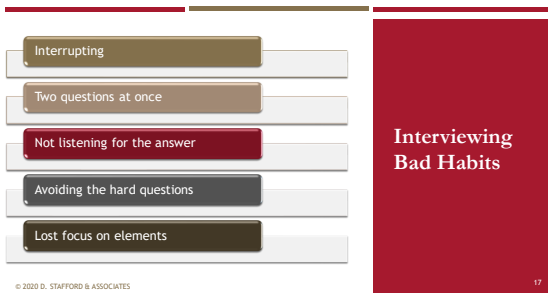 Interrupting
Two questions at once
Not listening for the answer
Avoiding the hard questions
Lost focus on elements
Interviewing
Bad Habits
© 2020 D. STAFFORD & ASSOCIATES
17